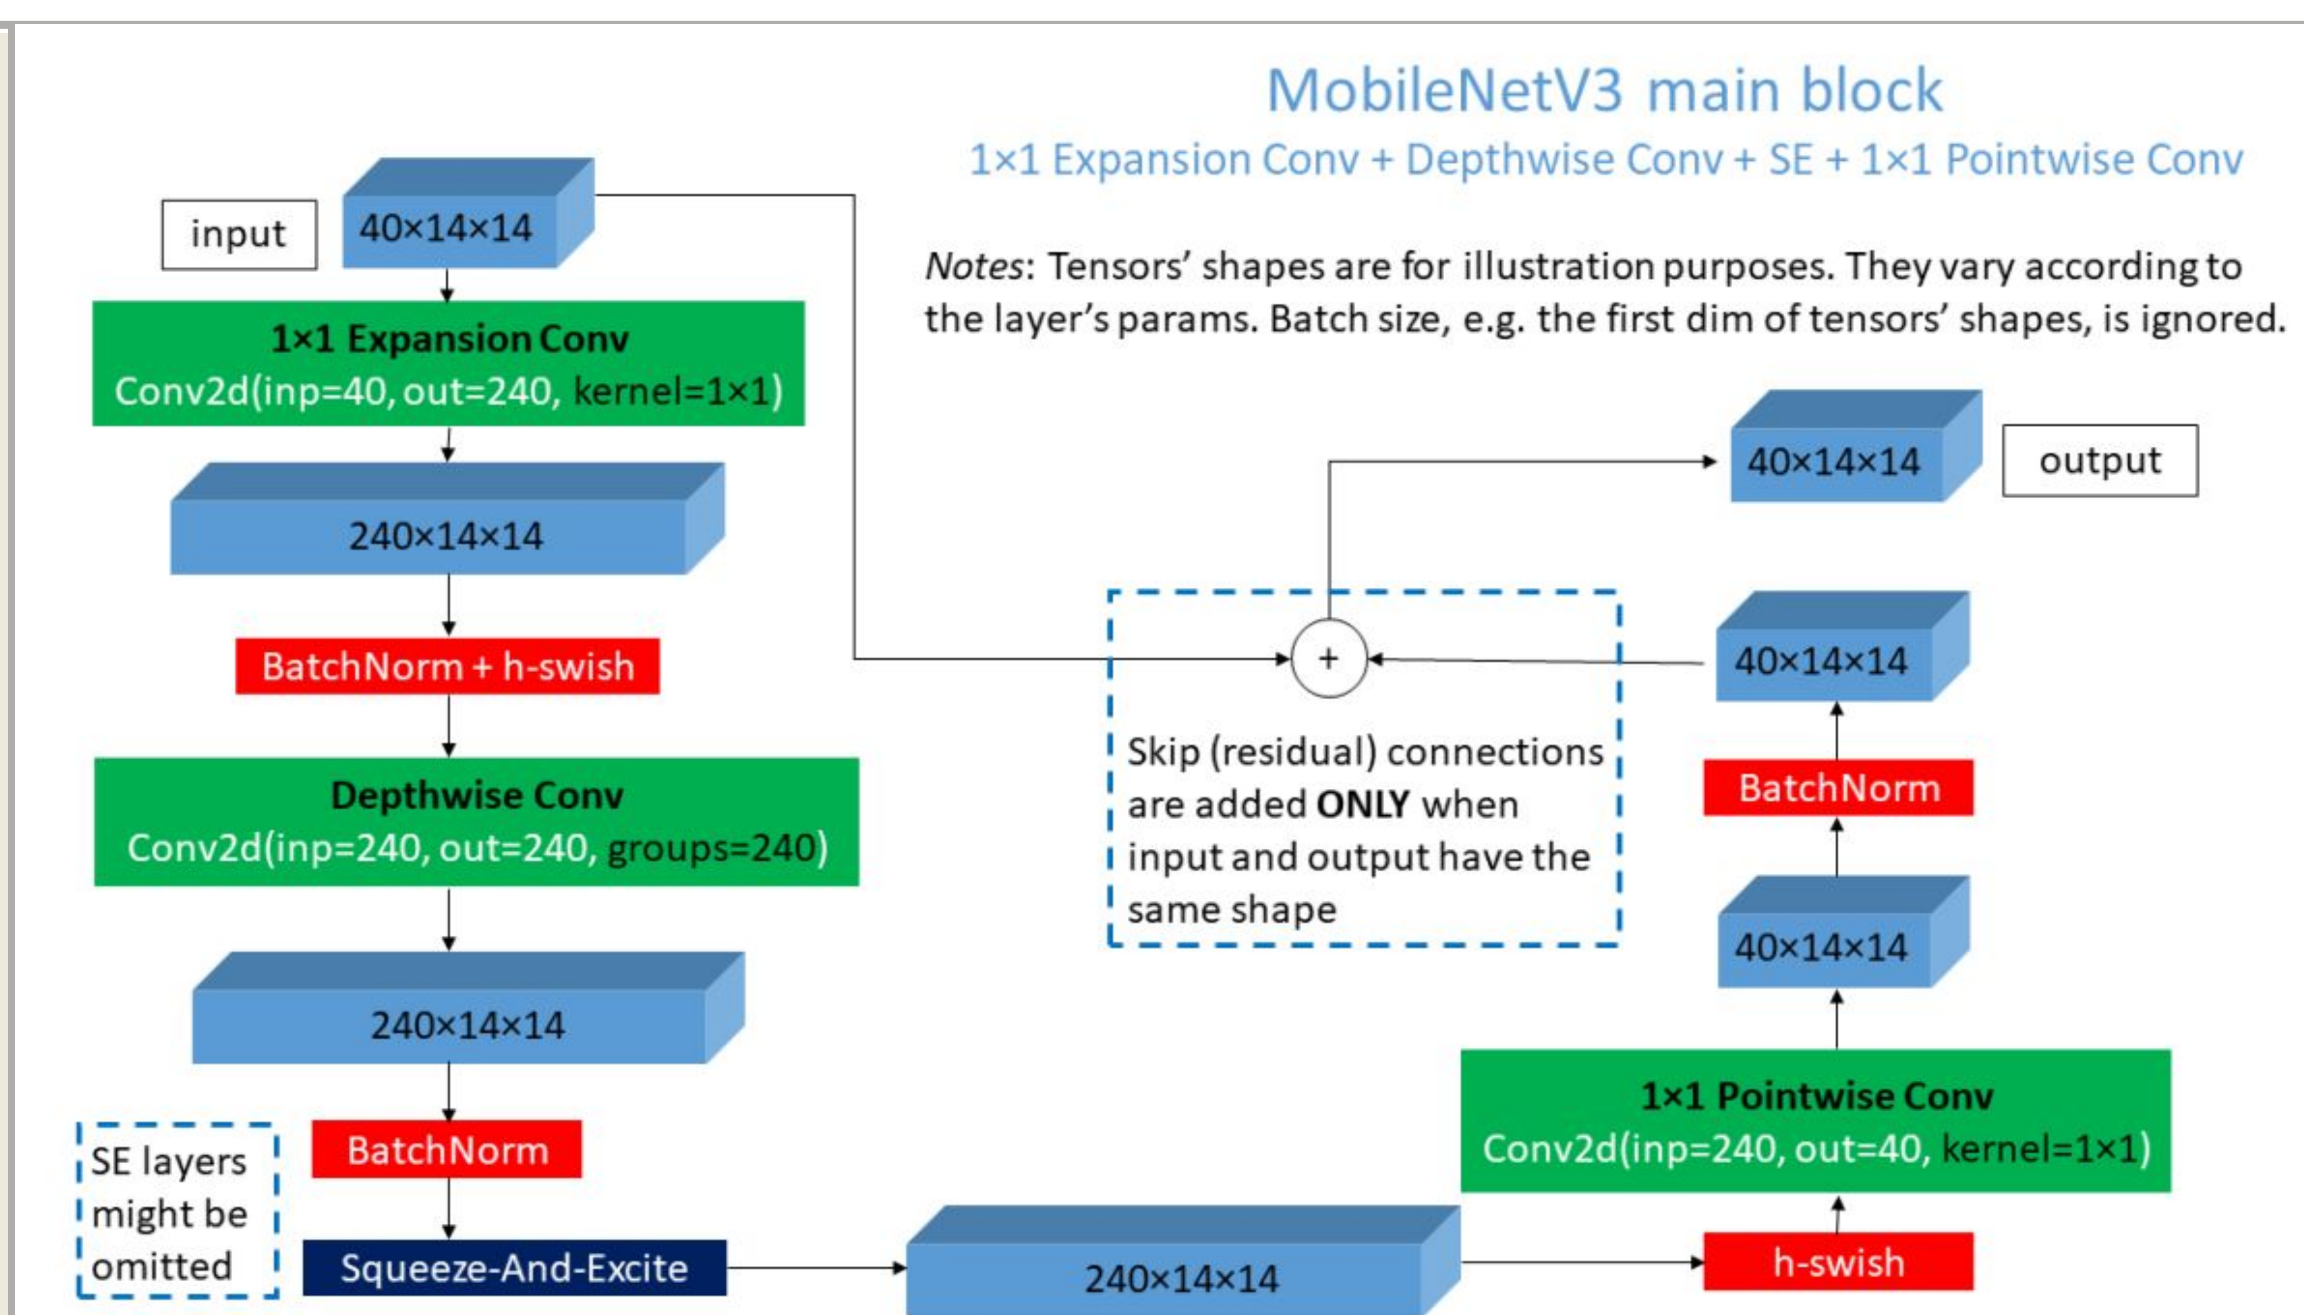 MobileNetV3 main block
1×1 Expansion Conv + Depthwise Conv + SE + 1×1 Pointwise Conv
Notes: Tensors’ shapes are for illustration purposes. They vary according to
the layer’s params. Batch size, e.g. the first dim of tensors’ shapes, is ignored.
input
40×14×14
1×1 Expansion Conv
Conv2d(inp=40, out=240, kernel=1×1)
240×14×14
BatchNorm + h-swish
Depthwise Conv
Conv2d(inp=240, out=240, groups=240)
240×14×14
BatchNorm
SE layers
might be
omitted
Squeeze-And-Excite
240×14×14
h-swish
1×1 Pointwise Conv
Conv2d(inp=240, out=40, kernel=1×1)
40×14×14
BatchNorm
40×14×14
+
Skip (residual) connections
are added ONLY when
input and output have the
same shape
40×14×14
output